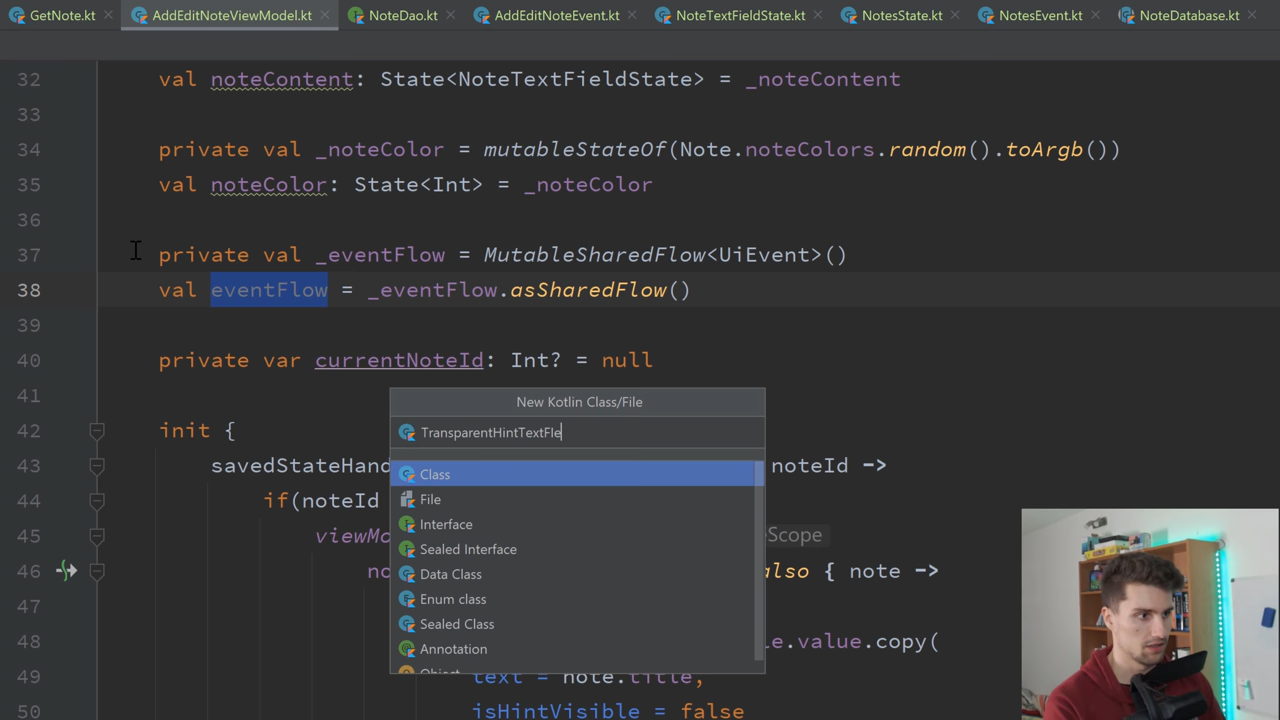 GetNote.kt
AddEditNoteViewModel.kt
NoteDao.kt
AddEditNoteEvent.kt
NoteTextFieldState.kt
NotesState.kt
NotesEvent.kt
NoteDatabase.kt
32 val noteContent: State<NoteTextFieldState> = _noteContent
33
34 private val _noteColor = mutableStateOf(Note.noteColors.random().toArgb())
35 val noteColor: State<Int> = _noteColor
36
37 private val _eventFlow = MutableSharedFlow<UiEvent>()
38 val eventFlow = _eventFlow.asSharedFlow()
39
40 private var currentNoteId: Int? = null
41
42 init {
43 savedStateHand noteId ->
44 if(noteId
45 viewMo eScope
46 no also { note ->
47
48 e.value.copy(
49 text = note.title,
50 isHintVisible = false
New Kotlin Class/File
TransparentHintTextFle
Class
File
Interface
Sealed Interface
Data Class
Enum class
Sealed Class
Annotation
Object